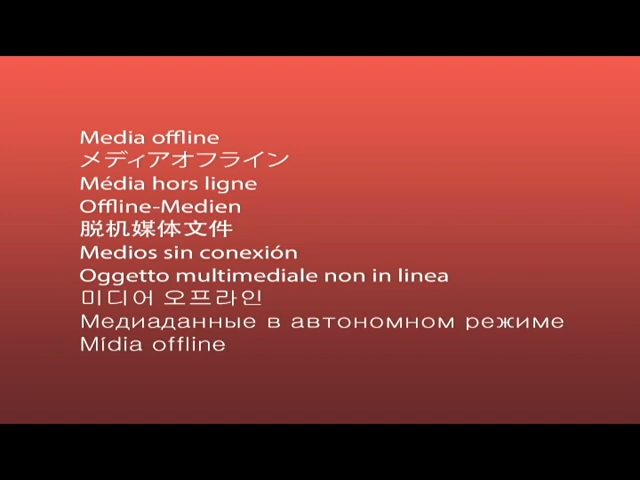 Media offline
メディアオフライン
Média hors ligne
Offline-Medien
脱机媒体文件
Medios sin conexión
Oggetto multimediale non in linea
미디어 오프라인
Медиаданные в автономном режиме
Mídia offline